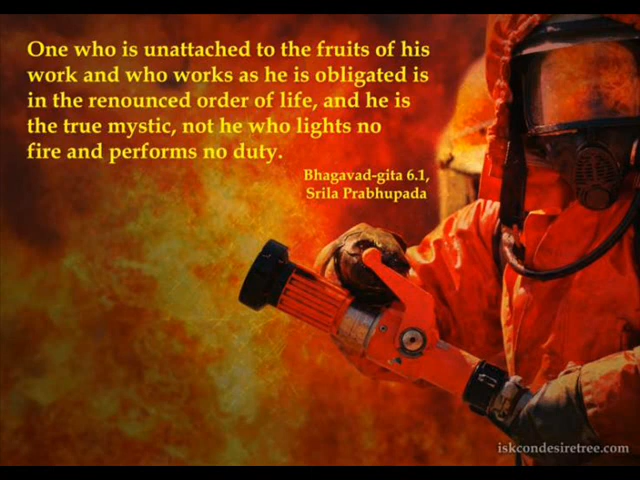 One who is unattached to the fruits of his
work and who works as he is obligated is
in the renounced order of life, and he is
the true mystic, not he who lights no
fire and performs no duty.
Bhagavad-gita 6.1,
Srila Prabhupada
iskcondesiretree.com